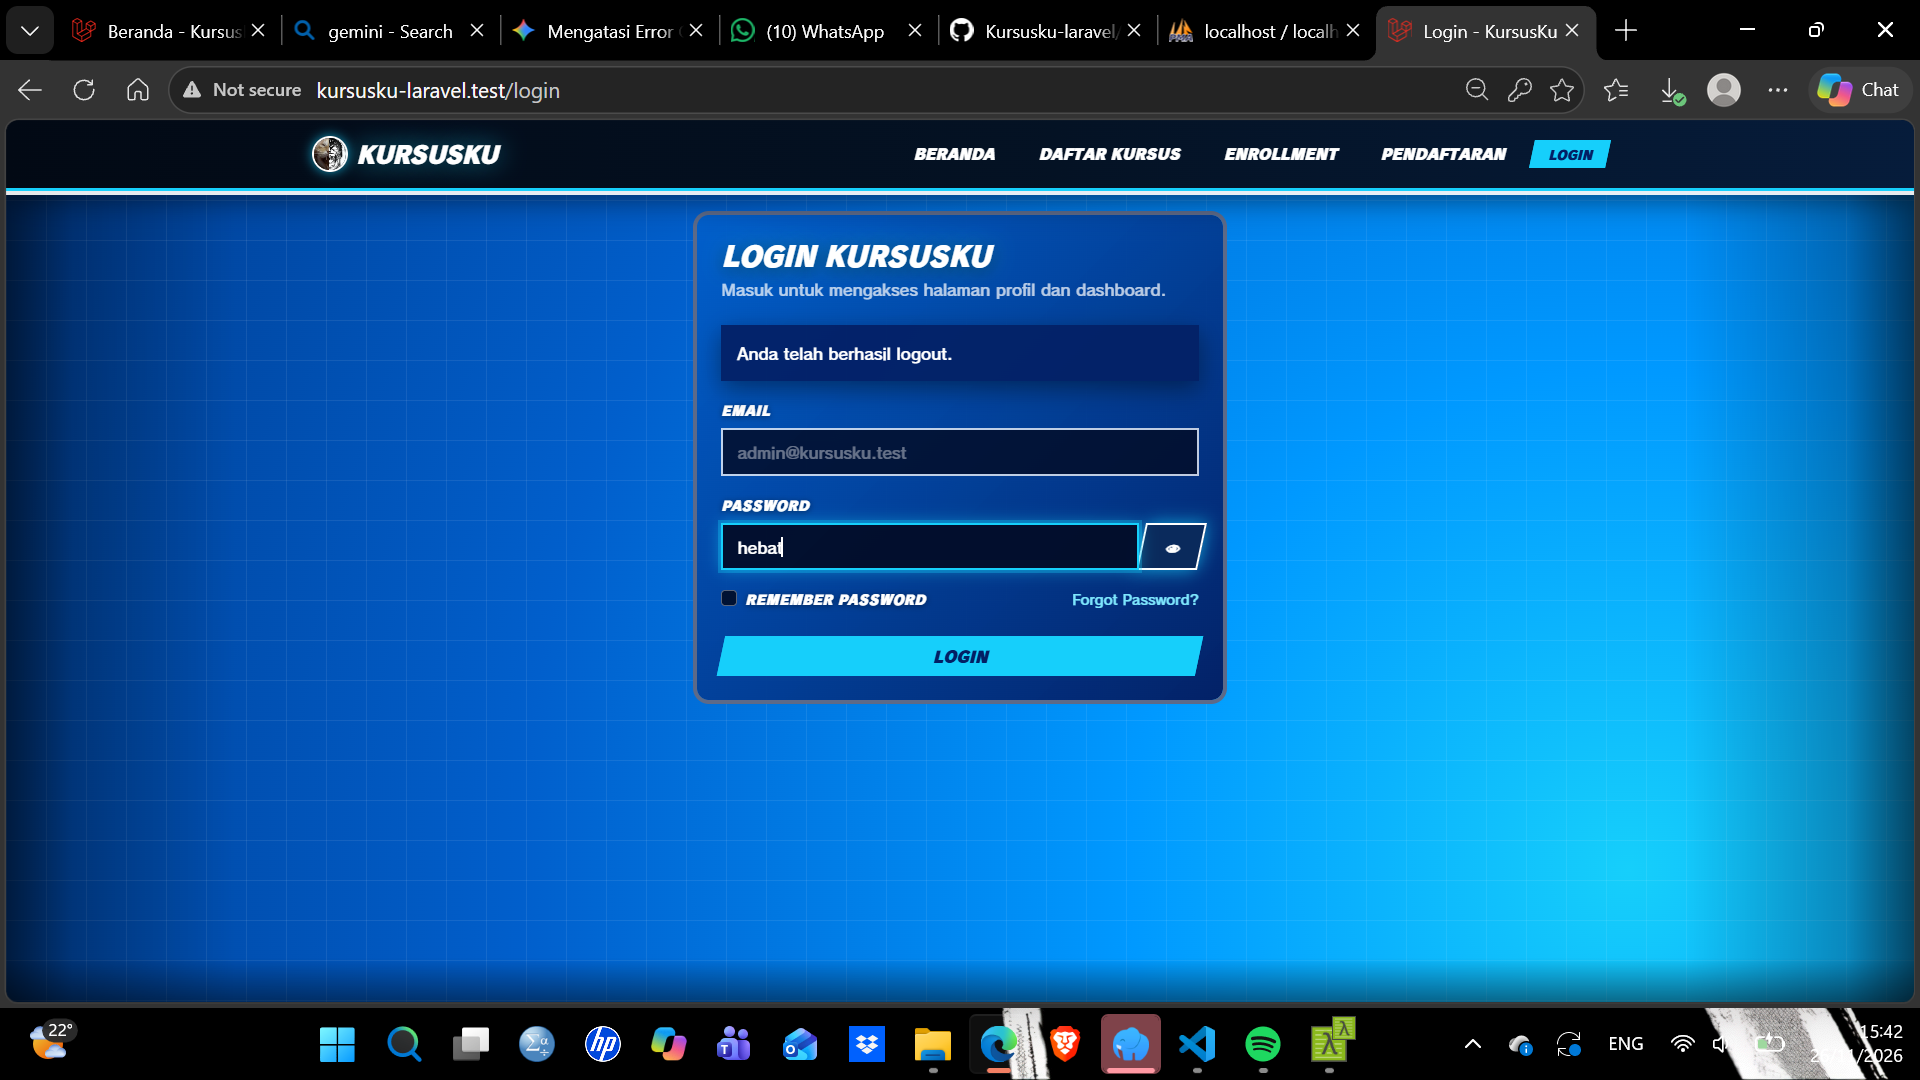 Beranda - Kursus
gemini - Search
Mengatasi Error
(10) WhatsApp
Kursusku-laravel/
localhost / localh
Login - KursusKu
Not secure
kursusku-laravel.test/login
Chat
KURSUSKU
BERANDA
DAFTAR KURSUS
ENROLLMENT
PENDAFTARAN
LOGIN
LOGIN KURSUSKU
Masuk untuk mengakses halaman profil dan dashboard.
Anda telah berhasil logout.
EMAIL
admin@kursusku.test
PASSWORD
hebat
REMEMBER PASSWORD
Forgot Password?
LOGIN
22°
ENG
15:42